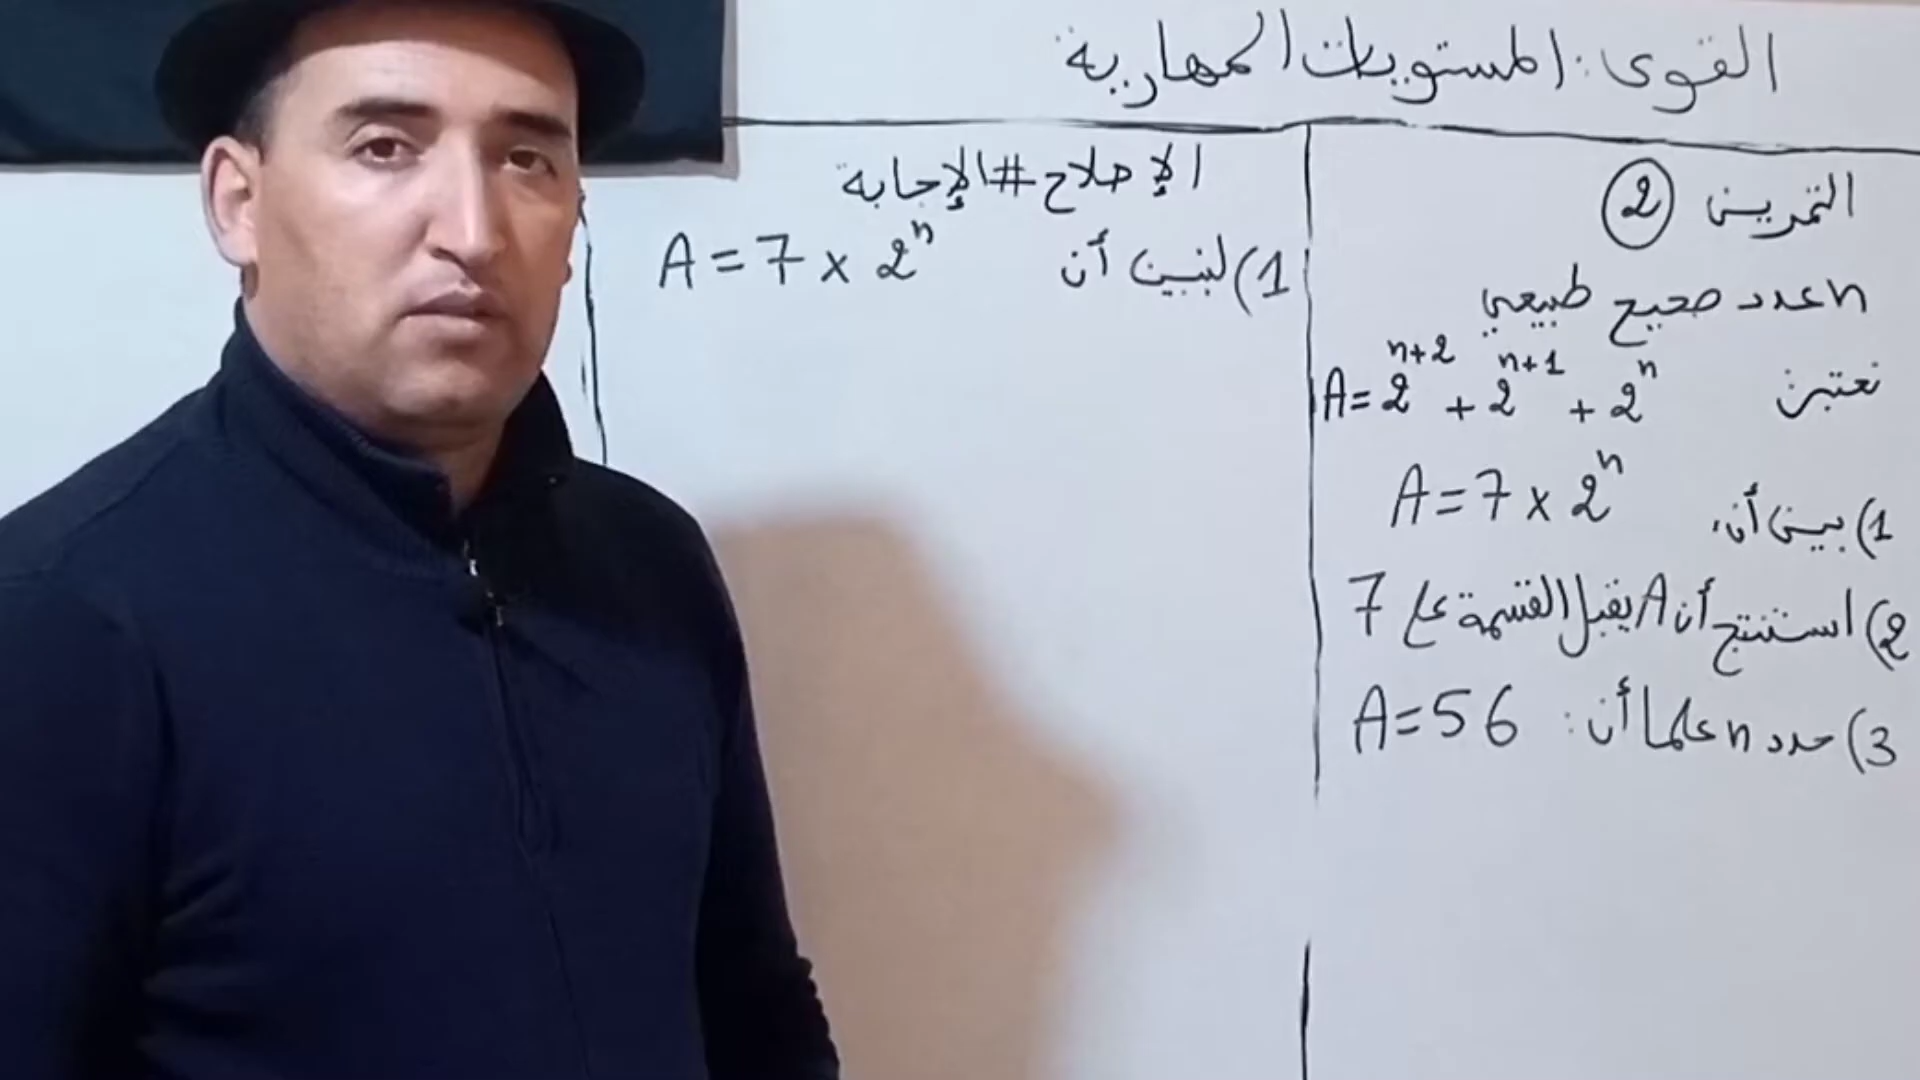 القوى: المستويات المهارية
التمرين 2
n عدد صحيح طبيعي
نعتبر A = 2^{n+2} + 2^{n+1} + 2^n
1) بين أن: A = 7 x 2^n
2) استنتج أن A يقبل القسمة على 7
3) حدد n علما أن: A = 56
الإصلاح # الإجابة
1) لنبين أن A = 7 x 2^n